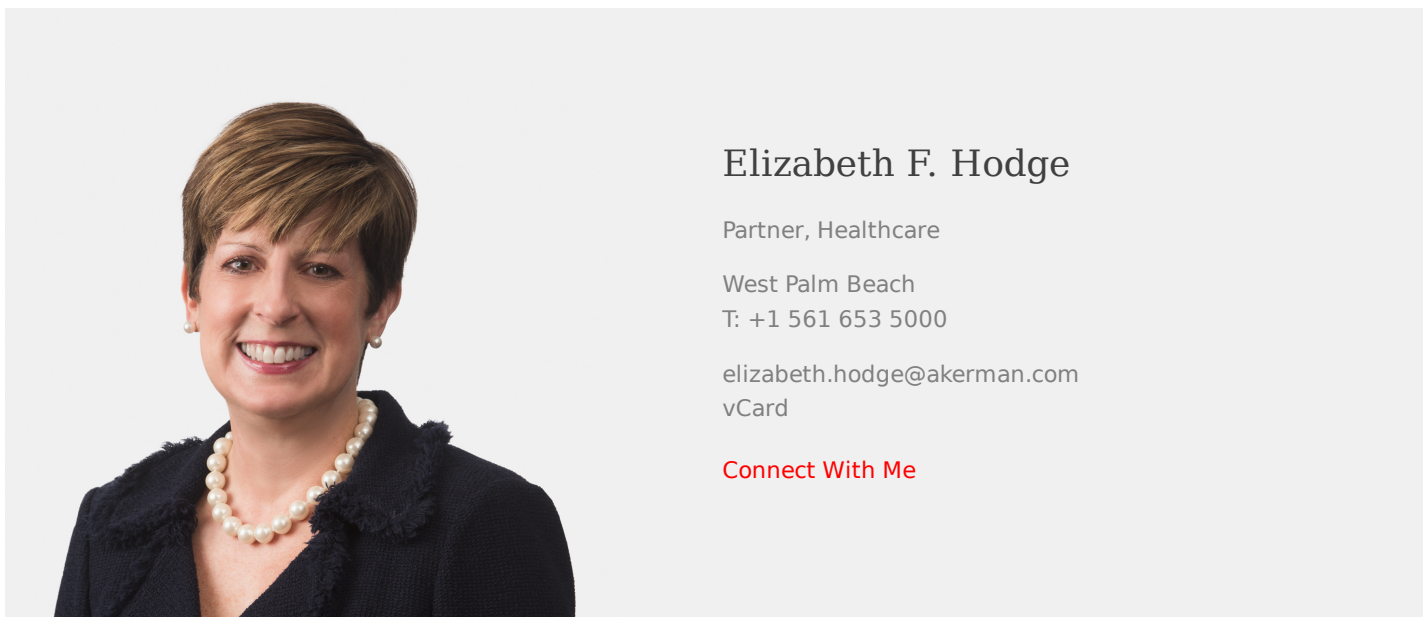 Elizabeth F. Hodge
Partner, Healthcare
West Palm Beach
T: +1 561 653 5000
elizabeth.hodge@akerman.com
vCard
Connect With Me